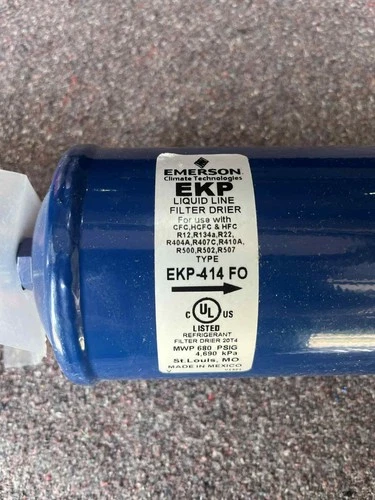 EMERSON
Climate Technologies
EKP
LIQUID LINE
FILTER DRIER
For use with
CFC,HCFC & HFC
R12,R134a,R22,
R404A,R407C,R410A,
R500,R502,R507
TYPE
EKP-414 FO
C UL US
LISTED
REFRIGERANT
FILTER DRIER 20T4
MWP 680 PSIG
4,690 kPa
St.Louis, MO
MADE IN MEXICO